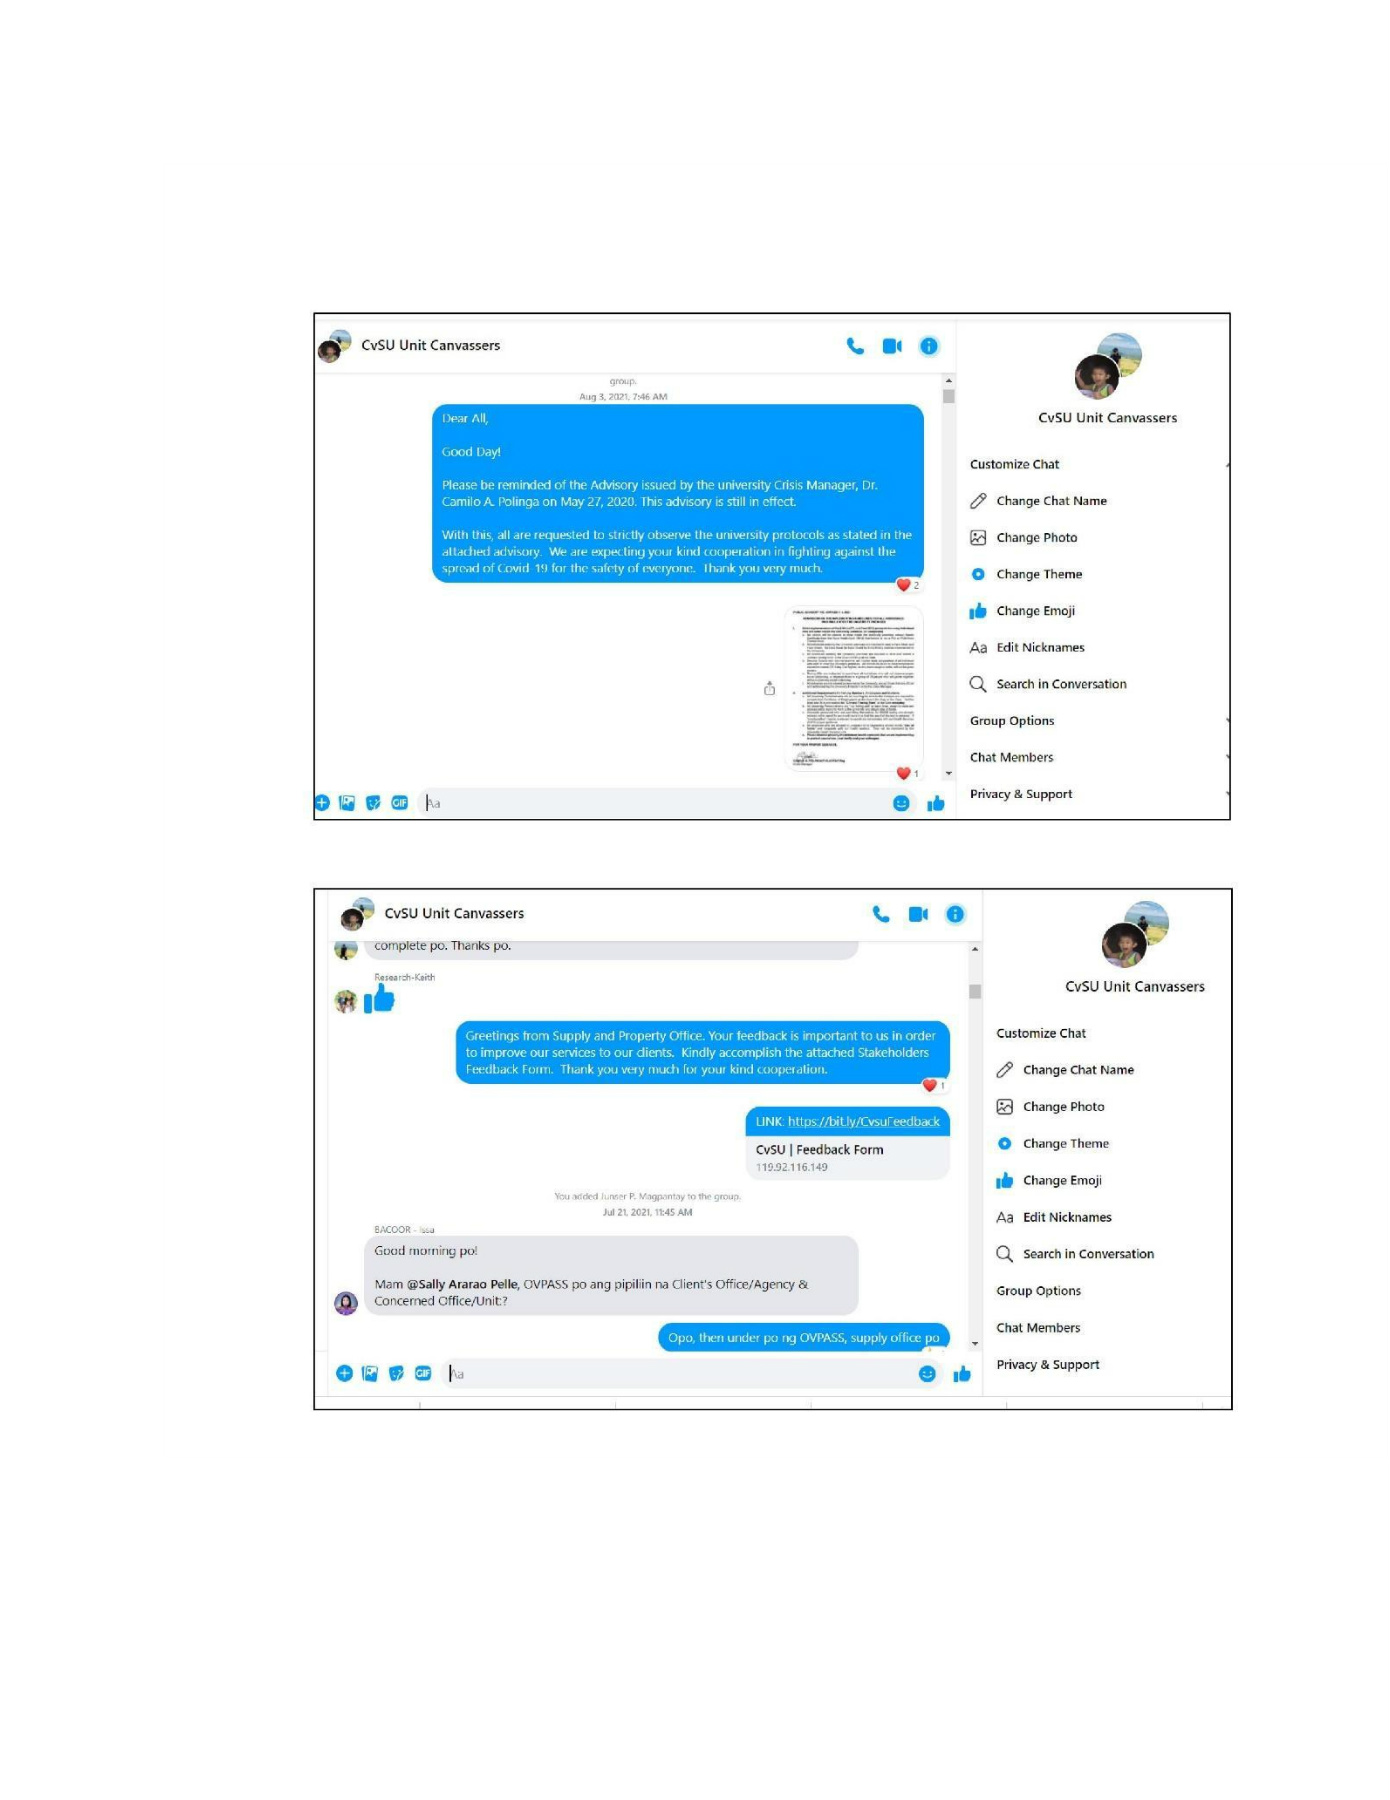 CvSU Unit Canvassers
group.
Aug 3, 2021, 7:46 AM
Dear All,
Good Day!
Please be reminded of the Advisory issued by the university Crisis Manager, Dr.
Camilo A. Polinga on May 27, 2020. This advisory is still in effect.
With this, all are requested to strictly observe the university protocols as stated in the
attached advisory. We are expecting your kind cooperation in fighting against the
spread of Covid-19 for the safety of everyone. Thank you very much.
2
1
GIF
Aa
CvSU Unit Canvassers
Customize Chat
Change Chat Name
Change Photo
Change Theme
Change Emoji
Aa Edit Nicknames
Search in Conversation
Group Options
Chat Members
Privacy & Support
CvSU Unit Canvassers
complete po. Thanks po.
Research-Keith
Greetings from Supply and Property Office. Your feedback is important to us in order
to improve our services to our clients. Kindly accomplish the attached Stakeholders
Feedback Form. Thank you very much for your kind cooperation.
1
LINK: https://bit.ly/CvsuFeedback
CvSU | Feedback Form
119.92.116.149
You added Junser P. Magpantay to the group.
Jul 21, 2021, 11:45 AM
BACOOR - Issa
Good morning po!
Mam @Sally Ararao Pelle, OVPASS po ang pipiliin na Client's Office/Agency &
Concerned Office/Unit:?
Opo, then under po ng OVPASS, supply office po
GIF
Aa
CvSU Unit Canvassers
Customize Chat
Change Chat Name
Change Photo
Change Theme
Change Emoji
Aa Edit Nicknames
Search in Conversation
Group Options
Chat Members
Privacy & Support